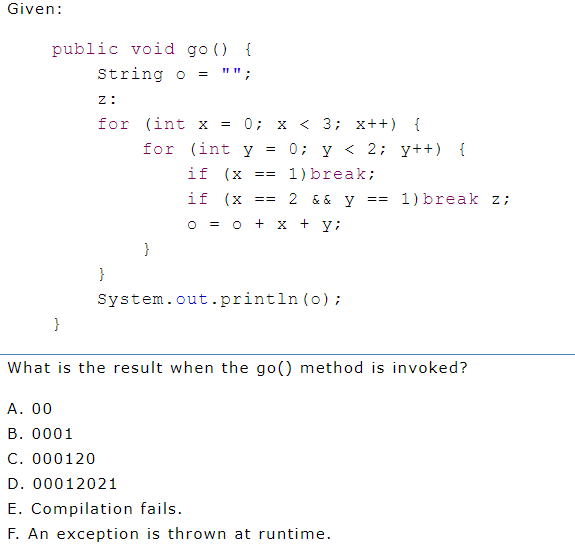 Given:
public void go() {
String o = "";
z:
for (int x = 0; x < 3; x++) {
for (int y = 0; y < 2; y++) {
if (x == 1)break;
if (x == 2 && y == 1)break z;
o = o + x + y;
}
}
System.out.println(o);
}
What is the result when the go() method is invoked?
A. 00
B. 0001
C. 000120
D. 00012021
E. Compilation fails.
F. An exception is thrown at runtime.